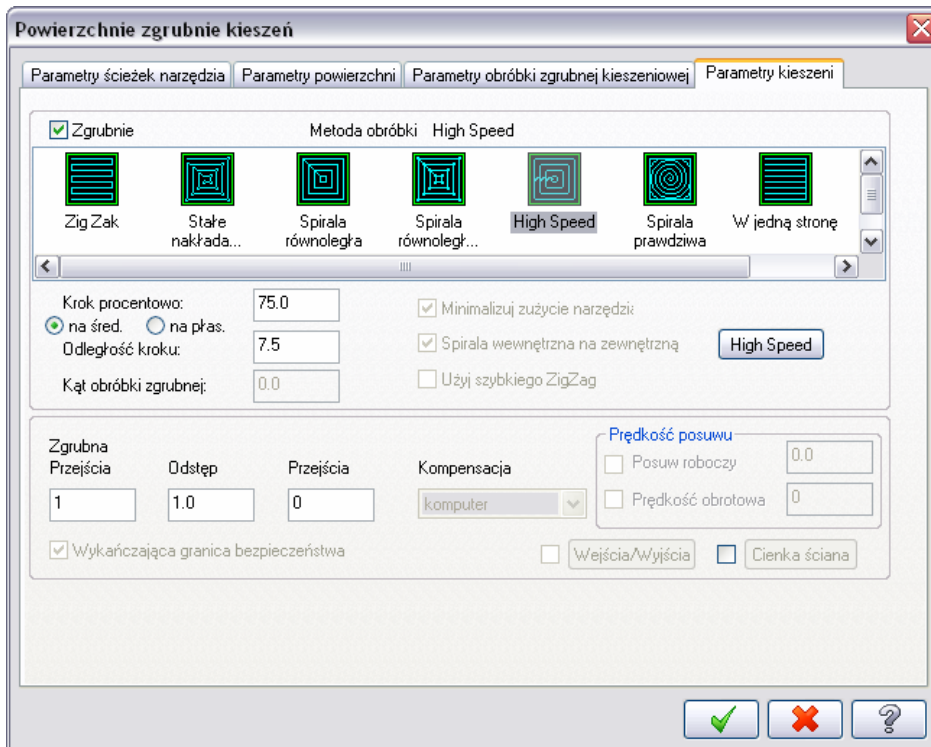 Powierzchnie zgrubnie kieszeń
Parametry ścieżek narzędzia
Parametry powierzchni
Parametry obróbki zgrubnej kieszeniowej
Parametry kieszeni
Zgrubnie
Metoda obróbki High Speed
Zig Zak
Stałe nakłada...
Spirala równoległa
Spirala równoległ...
High Speed
Spirala prawdziwa
W jedną stronę
Krok procentowo:
75.0
na śred.
na płas.
Odległość kroku:
7.5
Kąt obróbki zgrubnej:
0.0
Minimalizuj zużycie narzędzia
Spirala wewnętrzna na zewnętrzną
Użyj szybkiego ZigZag
High Speed
Zgrubna
Przejścia
Odstęp
Przejścia
Kompensacja
1
1.0
0
komputer
Prędkość posuwu
Posuw roboczy
0.0
Prędkość obrotowa
0
Wykańczająca granica bezpieczeństwa
Wejścia/Wyjścia
Cienka ściana